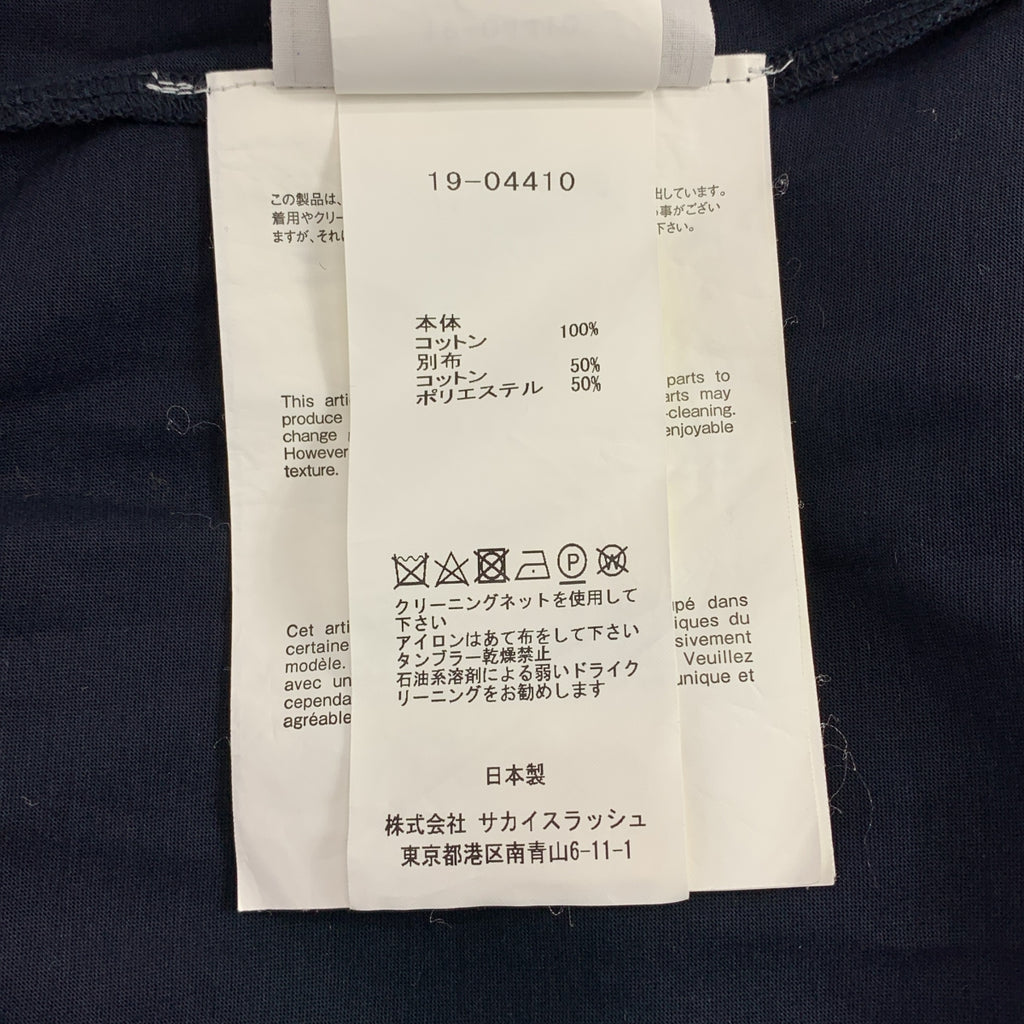 19-04410
この製品は、
着用やクリー
ますが、それ
出しています。
事がござい
下さい。
本体
コットン 100%
別布
コットン 50%
ポリエステル 50%
This arti
produce
change
However
texture.
parts to
arts may
-cleaning.
enjoyable
P W
クリーニングネットを使用して
下さい
アイロンはあて布をして下さい
タンブラー乾燥禁止
石油系溶剤による弱いドライク
リーニングをお勧めします
Cet arti
certaine
modèle.
avec un
cependa
agréable
upé dans
iques du
sivement
Veuillez
unique et
日本製
株式会社 サカイスラッシュ
東京都港区南青山6-11-1